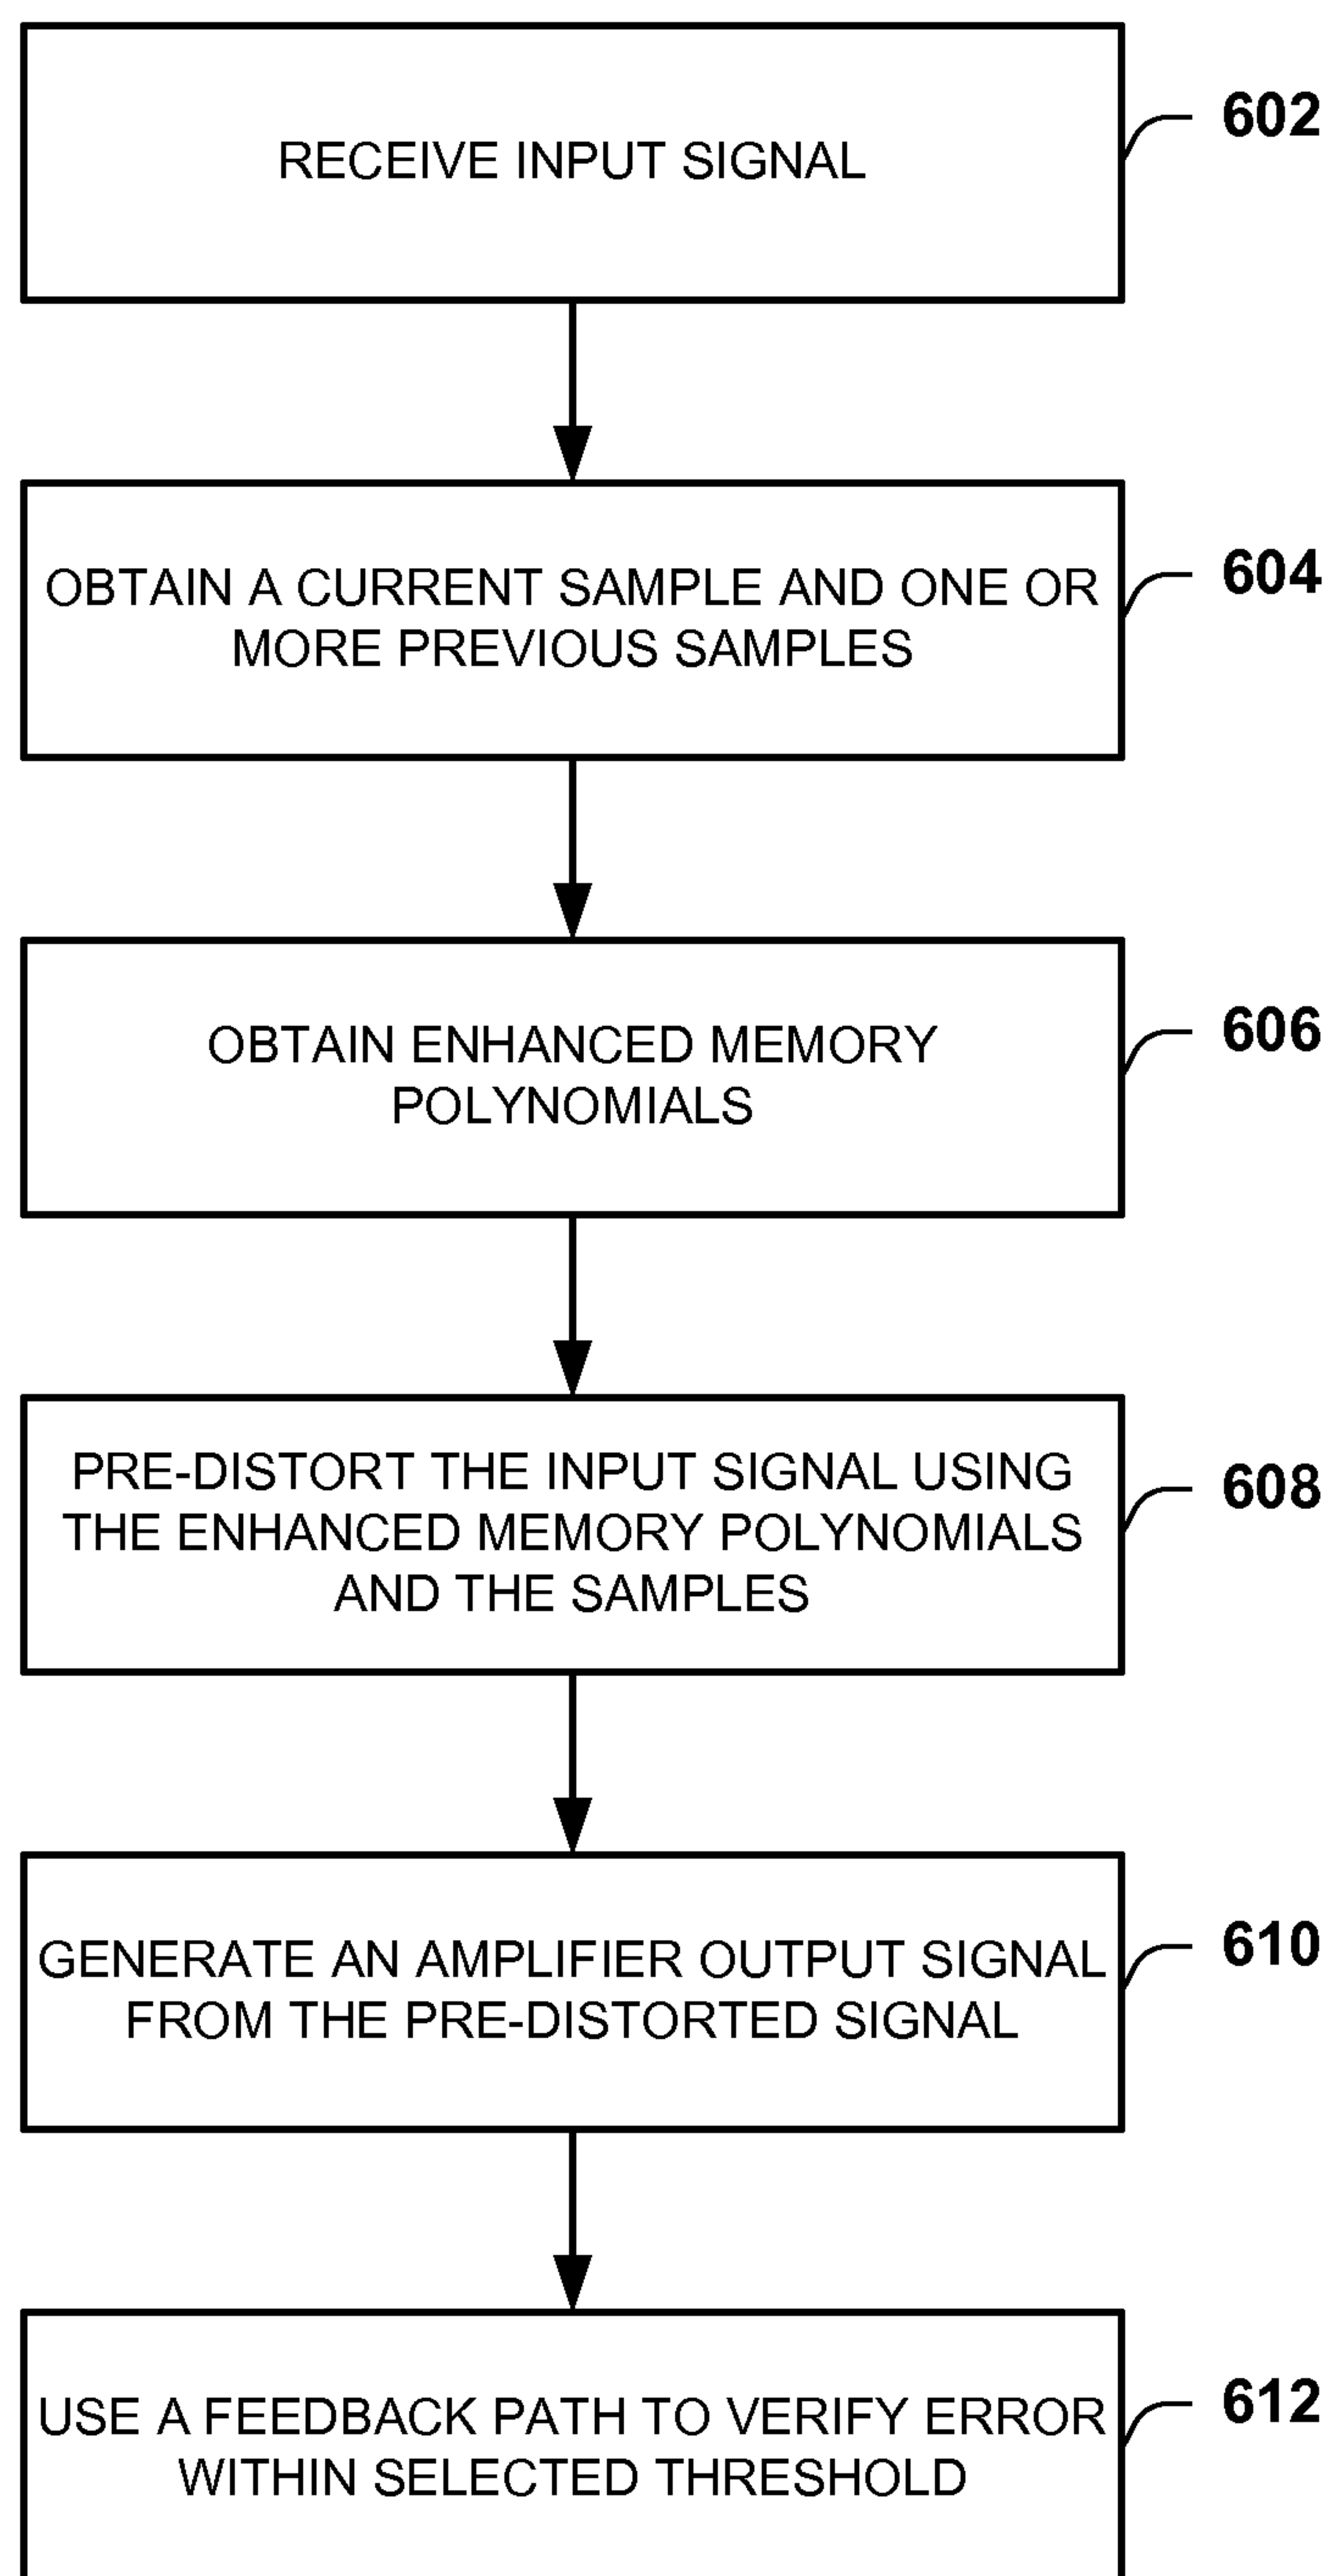 RECEIVE INPUT SIGNAL
602
OBTAIN A CURRENT SAMPLE AND ONE OR
MORE PREVIOUS SAMPLES
604
OBTAIN ENHANCED MEMORY
POLYNOMIALS
606
PRE-DISTORT THE INPUT SIGNAL USING
THE ENHANCED MEMORY POLYNOMIALS
AND THE SAMPLES
608
GENERATE AN AMPLIFIER OUTPUT SIGNAL
FROM THE PRE-DISTORTED SIGNAL
610
USE A FEEDBACK PATH TO VERIFY ERROR
WITHIN SELECTED THRESHOLD
612